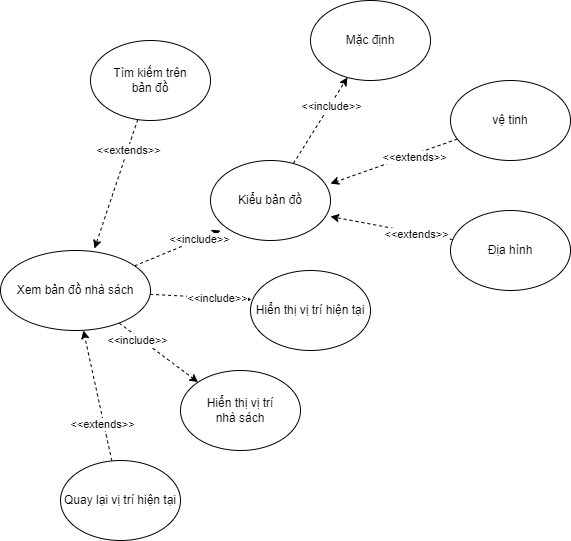 Mặc định
Tìm kiếm trên
bản đồ
<<include>>
vệ tinh
<<extends>>
<<extends>>
Kiểu bản đồ
<<extends>>
<<include>>
Địa hình
Xem bản đồ nhà sách
<<include>>
Hiển thị vị trí hiện tại
<<include>>
Hiển thị vị trí
nhà sách
<<extends>>
Quay lại vị trí hiện tại